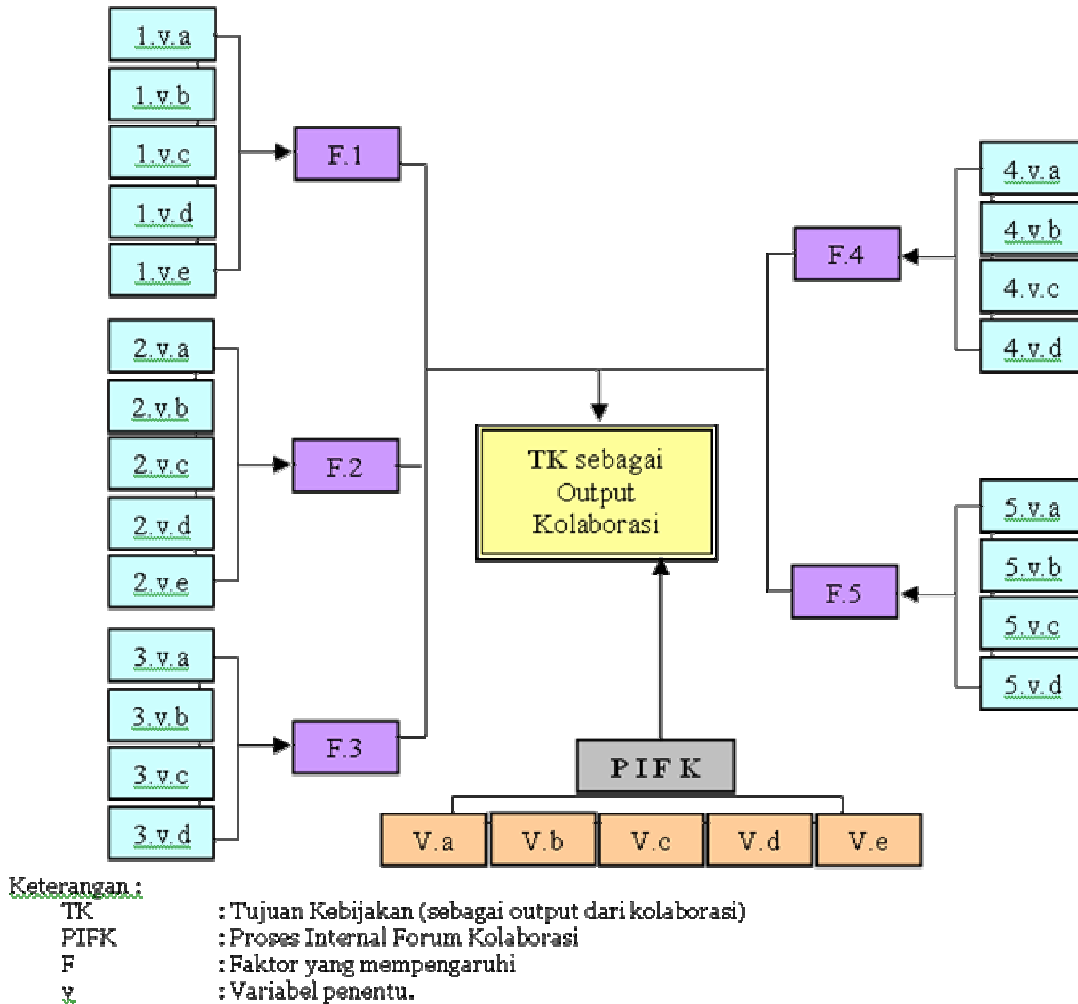 1.v.a
1.v.b
1.v.c
1.v.d
1.v.e
F.1
2.v.a
2.v.b
2.v.c
2.v.d
2.v.e
F.2
3.v.a
3.v.b
3.v.c
3.v.d
F.3
TK sebagai
Output
Kolaborasi
F.4
4.v.a
4.v.b
4.v.c
4.v.d
F.5
5.v.a
5.v.b
5.v.c
5.v.d
P I F K
V.a
V.b
V.c
V.d
V.e
Keterangan :
TK : Tujuan Kebijakan (sebagai output dari kolaborasi)
PIFK : Proses Internal Forum Kolaborasi
F : Faktor yang mempengaruhi
v : Variabel penentu.